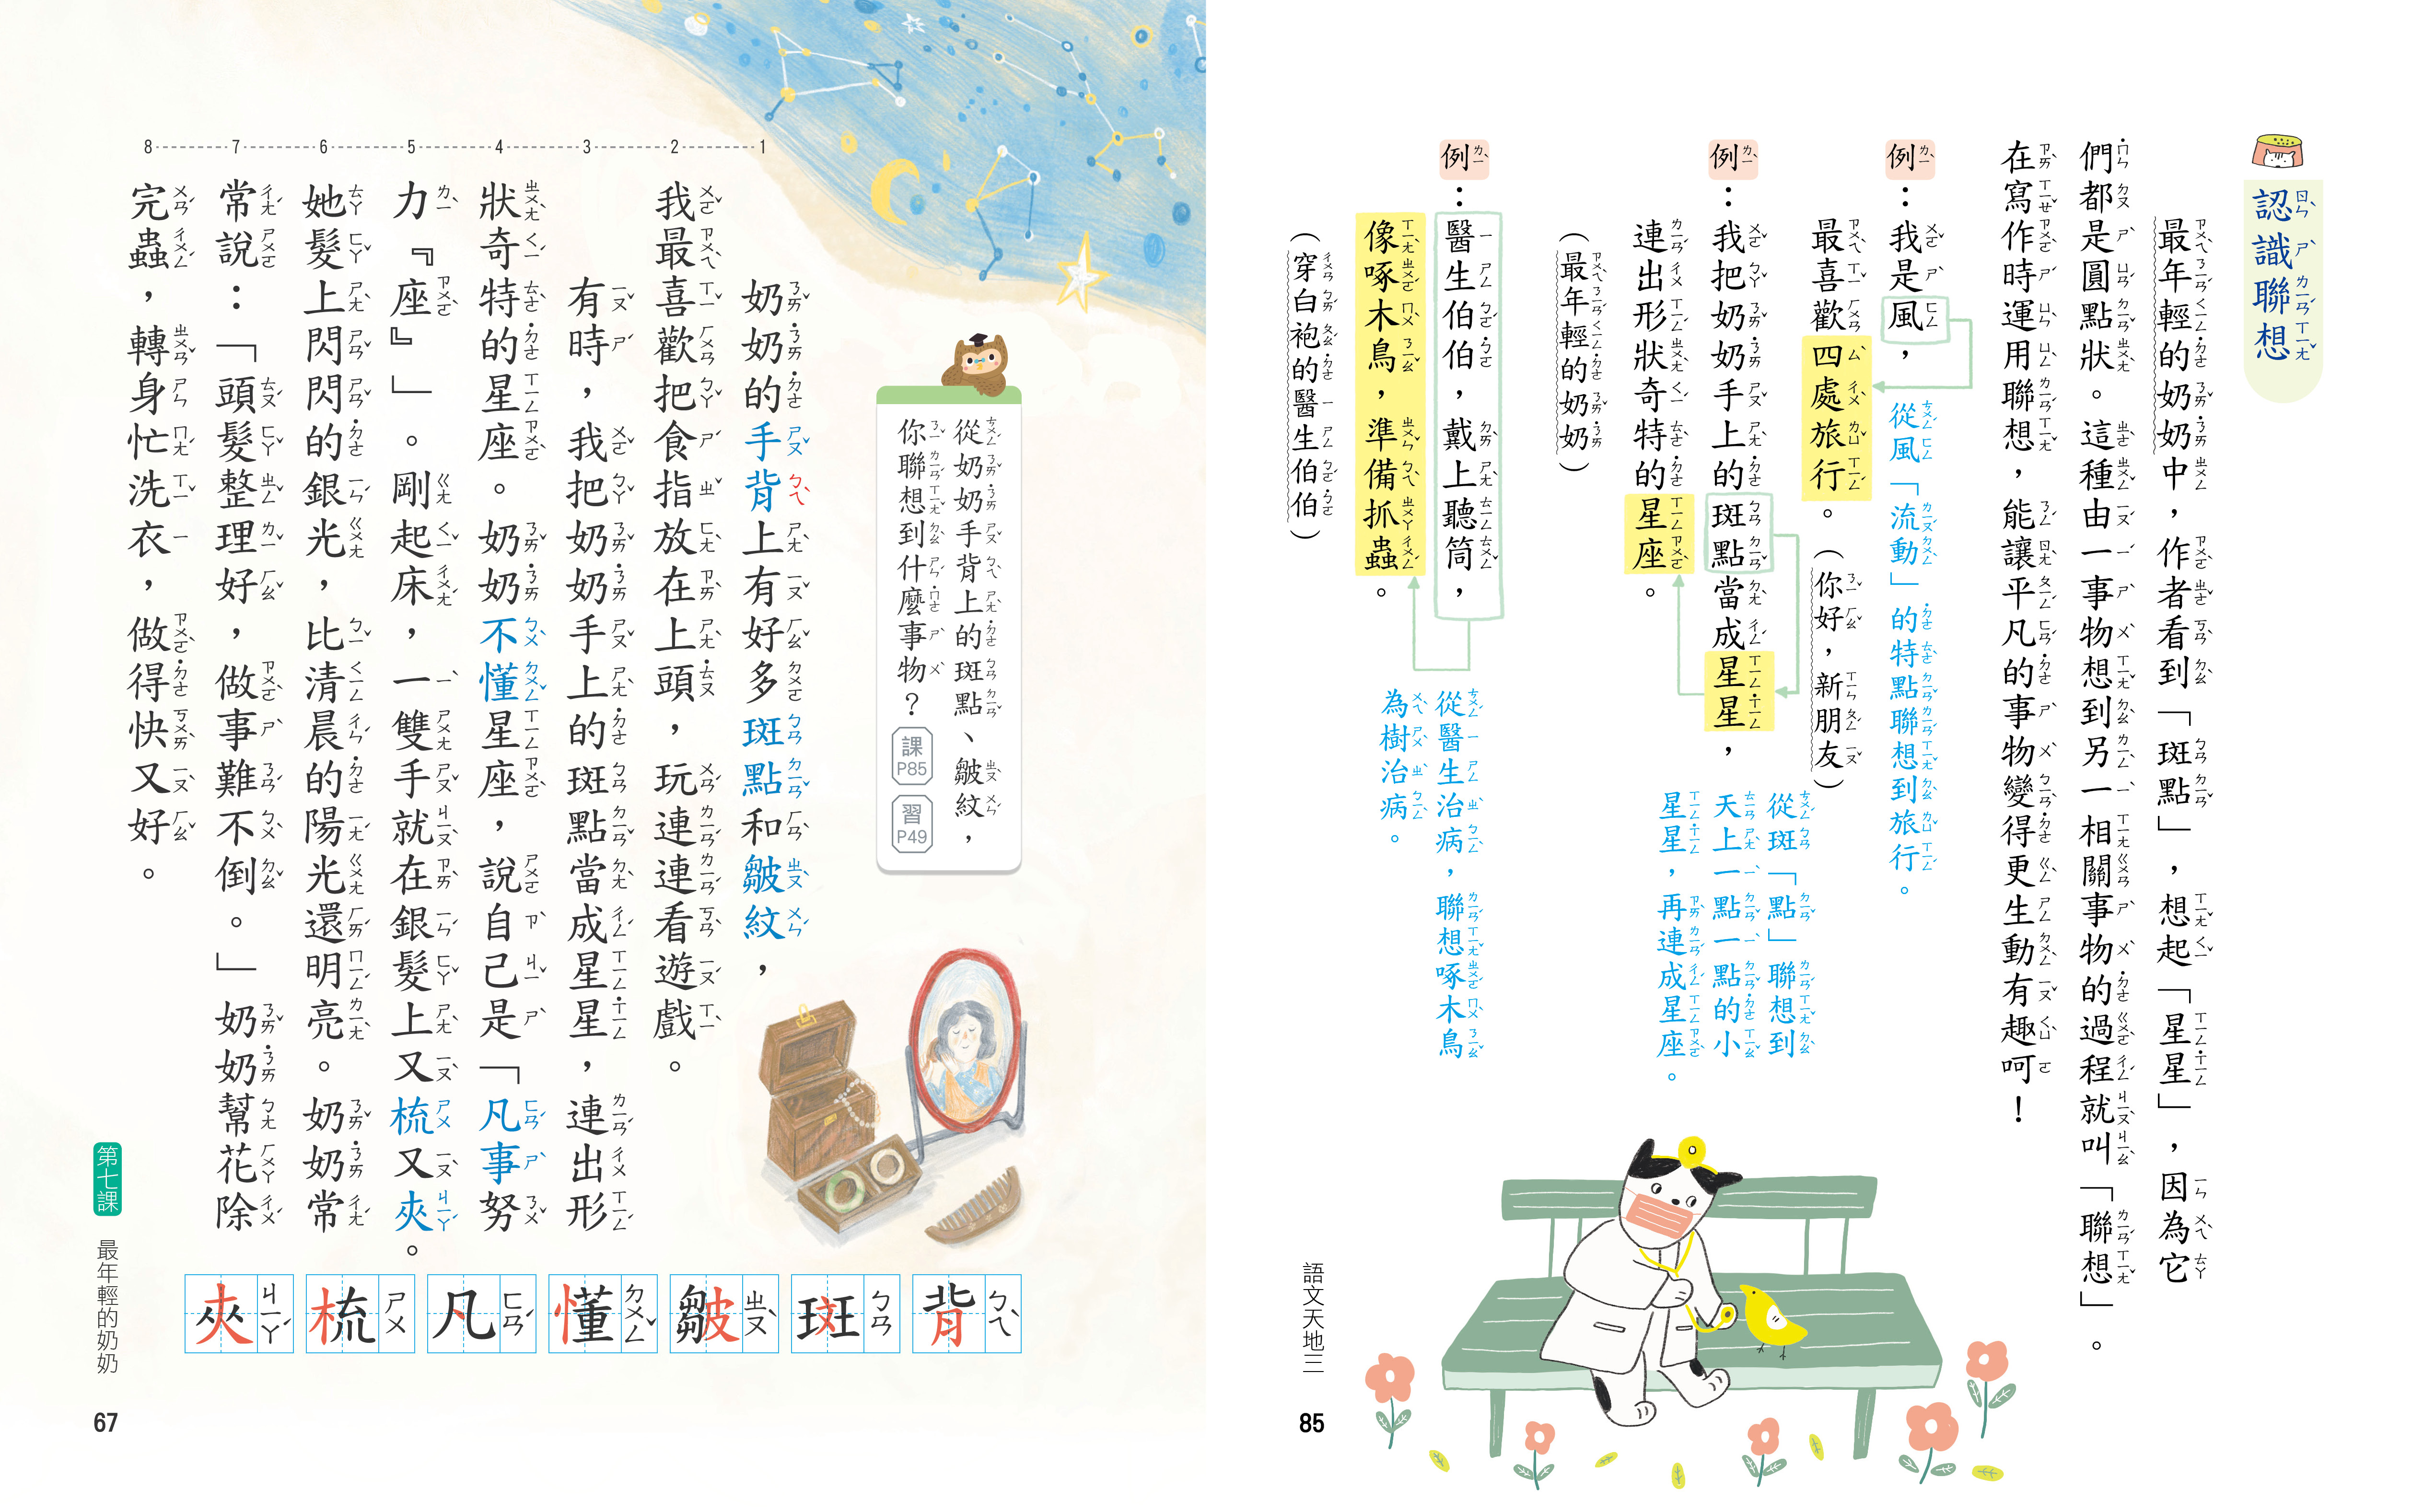 認識聯想
最年輕的奶奶中，作者看到「斑點」，想起「星星」，因為它
們都是圓點狀。這種由一事物想到另一相關事物的過程就叫「聯想」。
在寫作時運用聯想，能讓平凡的事物變得更生動有趣呵！
例：我是風，
從風「流動」的特點聯想到旅行。
最喜歡四處旅行。（你好，新朋友）
例：我把奶奶手上的斑點當成星星，
連出形狀奇特的星座。
從斑「點」聯想到
天上一點一點的小
星星，再連成星座。
（最年輕的奶奶）
例：醫生伯伯，戴上聽筒，
像啄木鳥，準備抓蟲。
從醫生治病，聯想啄木鳥
為樹治病。
（穿白袍的醫生伯伯）
語文天地三
85
從奶奶手背上的斑點、皺紋，
你聯想到什麼事物？
課 P85
習 P49
1 2 3 4 5 6 7 8
奶奶的手背上有好多斑點和皺紋，
我最喜歡把食指放在上頭，玩連連看遊戲。
有時，我把奶奶手上的斑點當成星星，連出形
狀奇特的星座。奶奶不懂星座，說自己是「凡事努
力『座』」。剛起床，一雙手就在銀髮上又梳又夾。
她髮上閃閃的銀光，比清晨的陽光還明亮。奶奶常
常說：「頭髮整理好，做事難不倒。」奶奶幫花除
完蟲，轉身忙洗衣，做得快又好。
背 ㄅㄟˋ
斑 ㄅㄢ
皺 ㄓㄡˋ
懂 ㄉㄨㄥˇ
凡 ㄈㄢˊ
梳 ㄕㄨ
夾 ㄐㄧㄚˊ
第七課 最年輕的奶奶
67